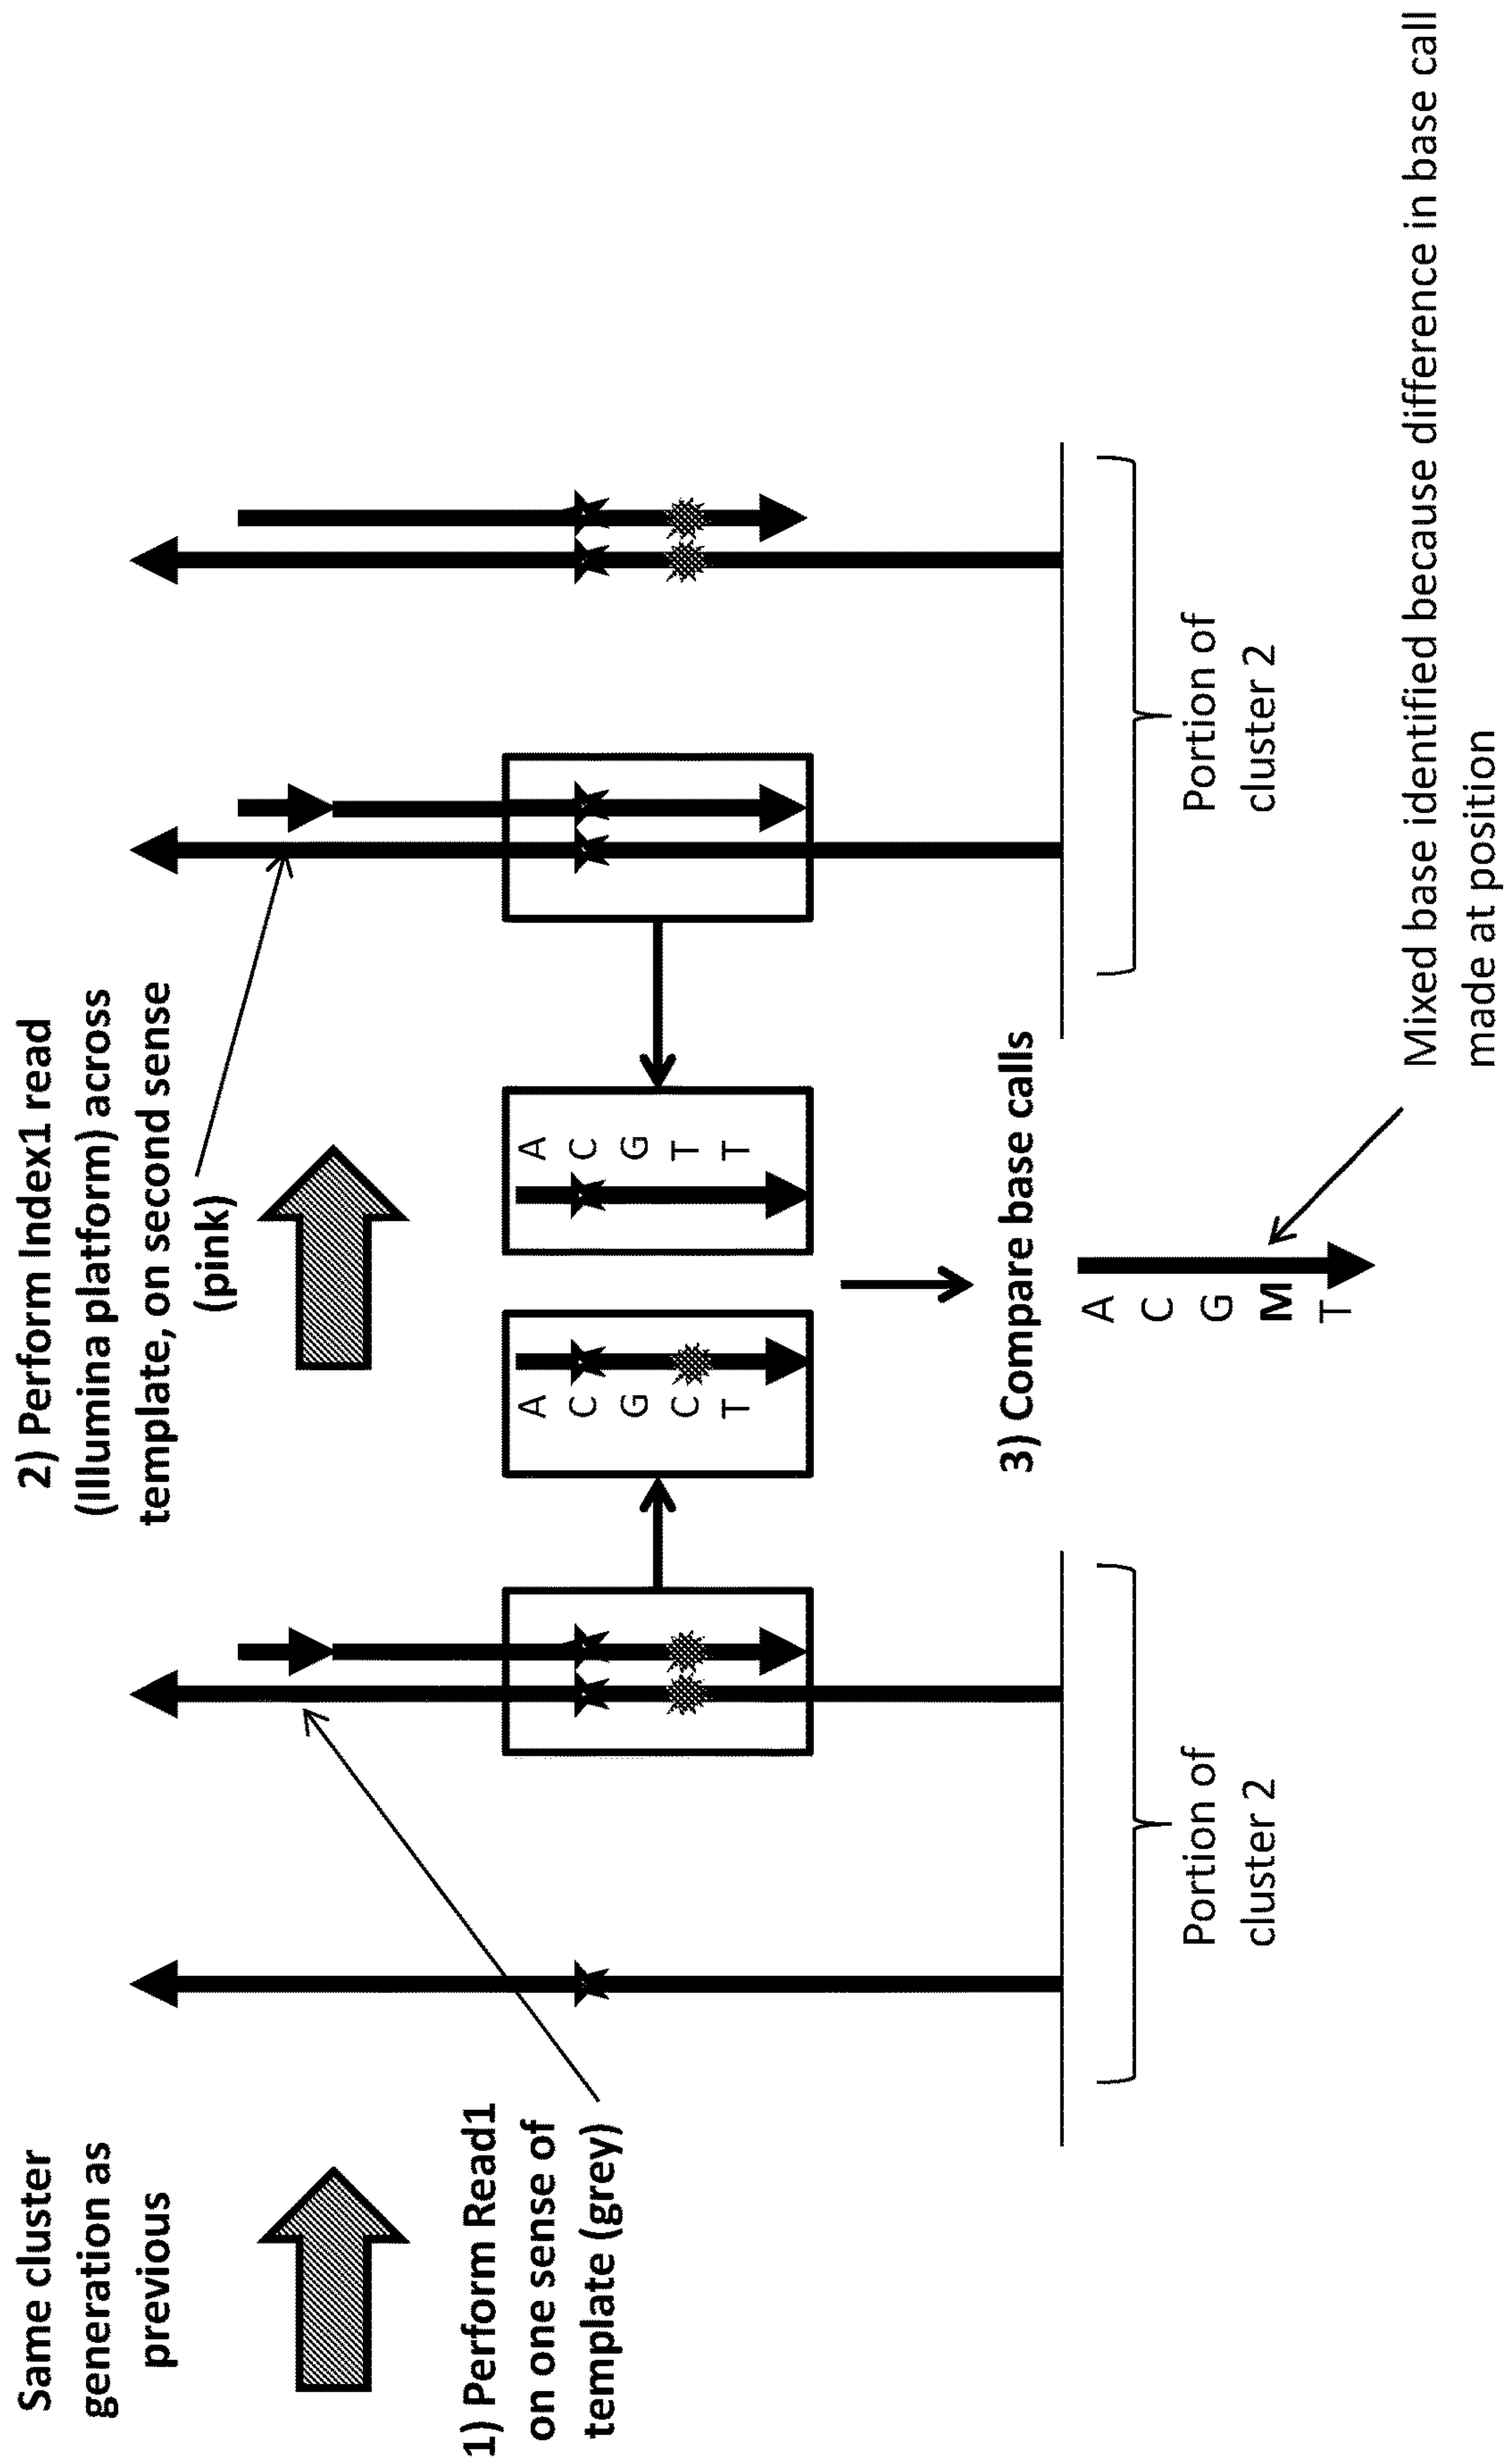 Same cluster
generation as
previous
1) Perform Read1
on one sense of
template (grey)
Portion of
cluster 2
2) Perform Index1 read
(Illumina platform) across
template, on second sense
(pink)
A
C
G
C
T
A
C
G
T
T
3) Compare base calls
A
C
G
M
T
Portion of
cluster 2
Mixed base identified because difference in base call
made at position